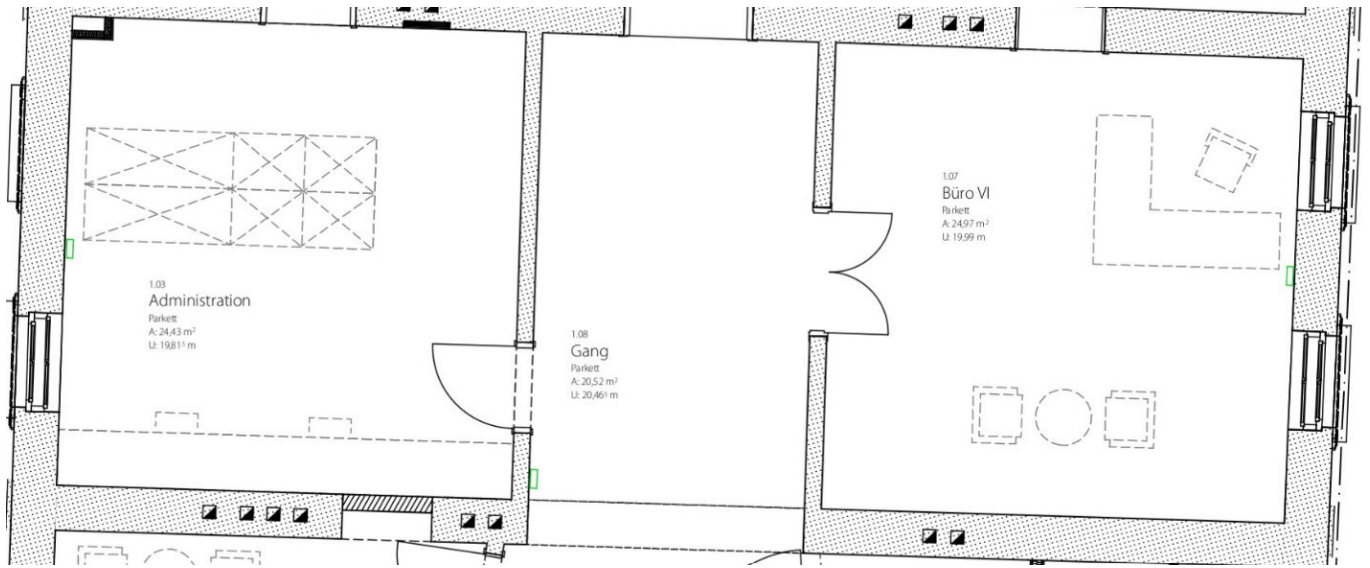 1.03
Administration
Parkett
A: 24,43 m²
U: 19,81⁵ m
1.08
Gang
Parkett
A: 20,52 m²
U: 20,46⁵ m
1.07
Büro VI
Parkett
A: 24,97 m²
U: 19,99 m